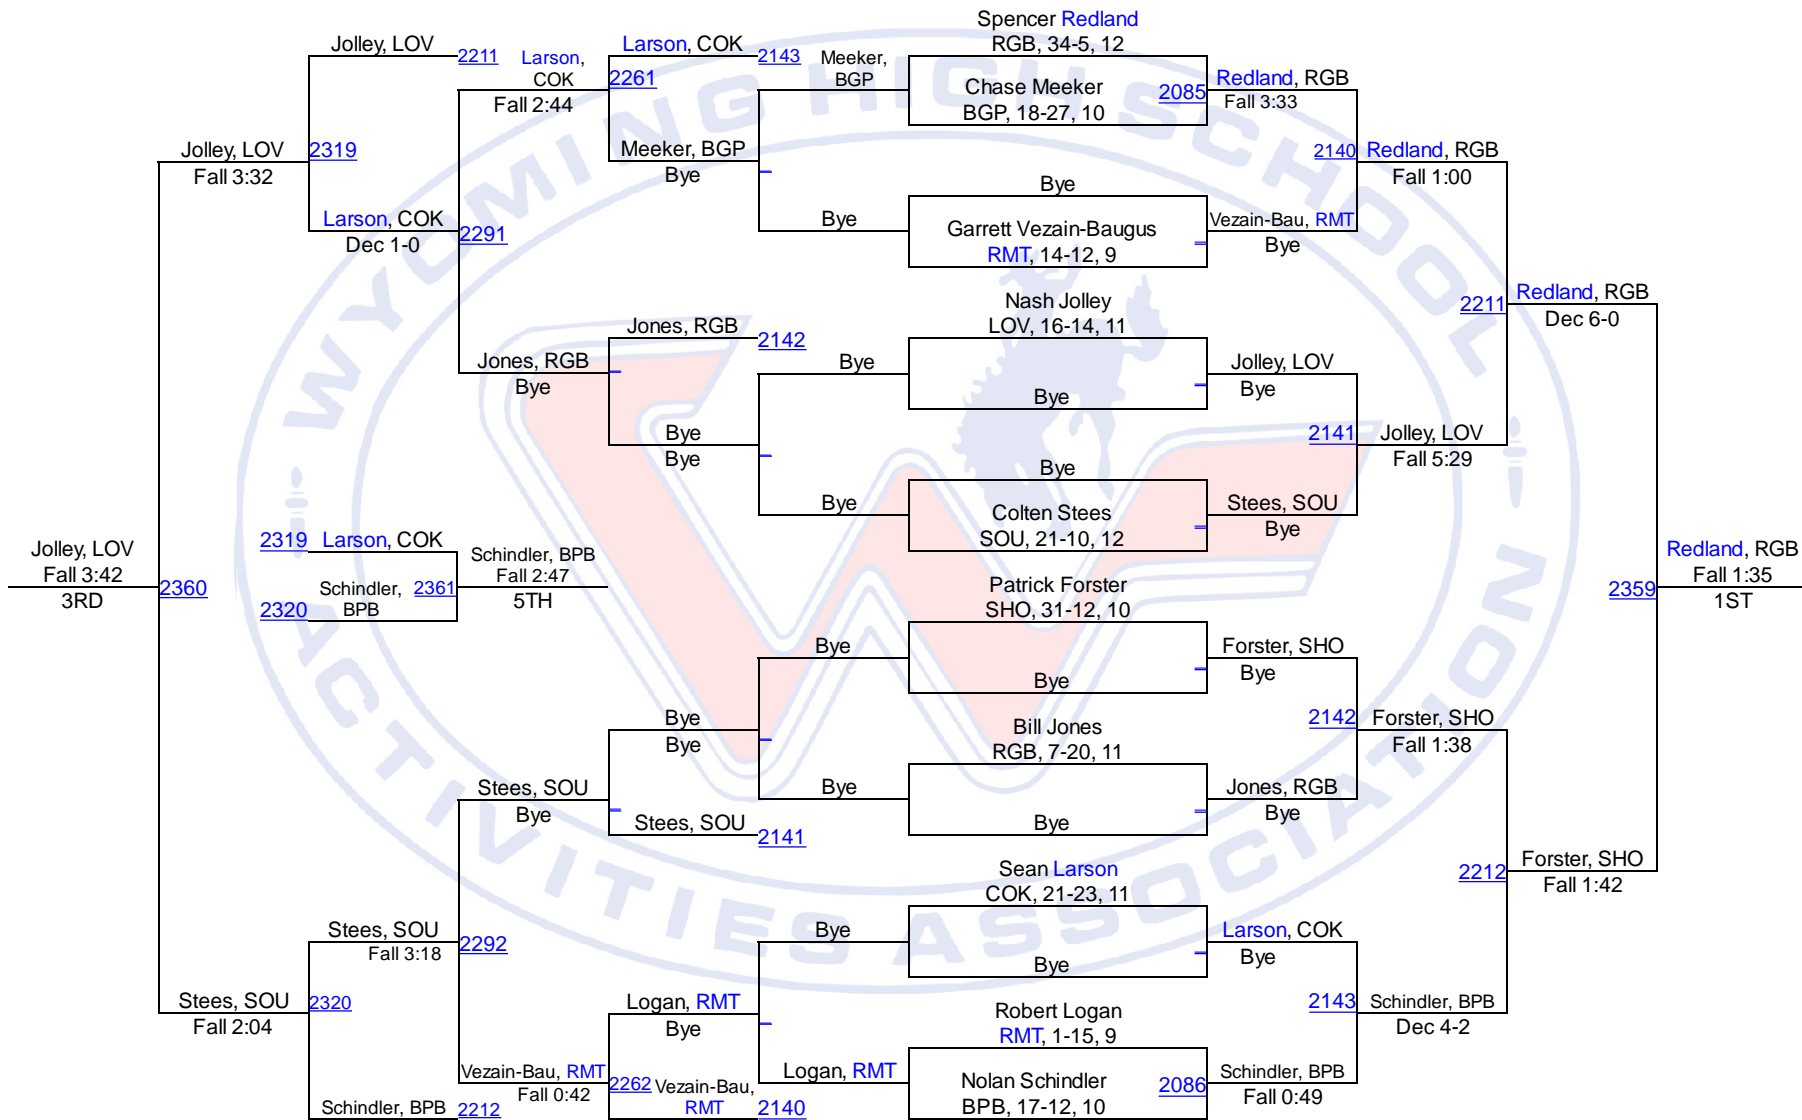 Spencer Redland
RGB, 34-5, 12
Jolley, LOV
2211
Larson,
COK
Fall 2:44
Larson, COK
2261
2143
Meeker,
BGP
Chase Meeker
BGP, 18-27, 10
2085
Redland, RGB
Fall 3:33
Jolley, LOV
Fall 3:32
2319
Meeker, BGP
Bye
2140
Redland, RGB
Fall 1:00
Bye
Larson, COK
Dec 1-0
2291
Bye
Garrett Vezain-Baugus
RMT, 14-12, 9
Vezain-Bau, RMT
Bye
Nash Jolley
LOV, 16-14, 11
2211
Redland, RGB
Dec 6-0
Jones, RGB
2142
Jones, RGB
Bye
Bye
Bye
Jolley, LOV
Bye
Bye
Bye
2141
Jolley, LOV
Fall 5:29
Bye
Bye
Colten Stees
SOU, 21-10, 12
Stees, SOU
Bye
Jolley, LOV
Fall 3:42
3RD
2360
2319
Larson, COK
Schindler,
BPB
2320
2361
Schindler, BPB
Fall 2:47
5TH
Patrick Forster
SHO, 31-12, 10
2359
Redland, RGB
Fall 1:35
1ST
Bye
Bye
Forster, SHO
Bye
Bye
Bye
Bill Jones
RGB, 7-20, 11
2142
Forster, SHO
Fall 1:38
Stees, SOU
Bye
Bye
Jones, RGB
Bye
Stees, SOU
2141
Bye
Sean Larson
COK, 21-23, 11
2212
Forster, SHO
Fall 1:42
Stees, SOU
Fall 3:18
2292
Bye
Bye
Larson, COK
Bye
Stees, SOU
Fall 2:04
2320
Logan, RMT
Bye
Robert Logan
RMT, 1-15, 9
2143
Schindler, BPB
Dec 4-2
Vezain-Bau, RMT
Fall 0:42
2262
Vezain-Bau,
RMT
2140
Logan, RMT
Nolan Schindler
BPB, 17-12, 10
2086
Schindler, BPB
Fall 0:49
Schindler, BPB
2212
WYOMING HIGH SCHOOL
ACTIVITIES ASSOCIATION